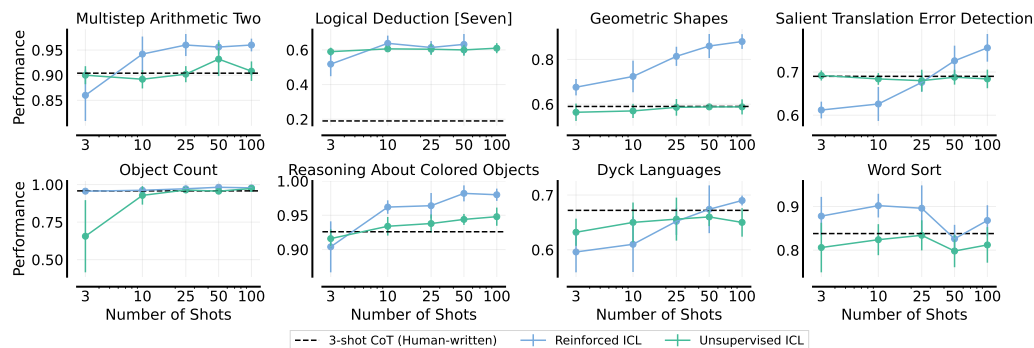 Multistep Arithmetic Two
Logical Deduction [Seven]
Geometric Shapes
Salient Translation Error Detection
Performance
0.95
0.90
0.85
3 10 25 50 100
0.6
0.4
0.2
3 10 25 50 100
0.8
0.6
3 10 25 50 100
0.7
0.6
3 10 25 50 100
Object Count
Reasoning About Colored Objects
Dyck Languages
Word Sort
Performance
1.00
0.75
0.50
3 10 25 50 100
Number of Shots
1.00
0.95
0.90
3 10 25 50 100
Number of Shots
0.7
0.6
3 10 25 50 100
Number of Shots
0.9
0.8
3 10 25 50 100
Number of Shots
3-shot CoT (Human-written) Reinforced ICL Unsupervised ICL